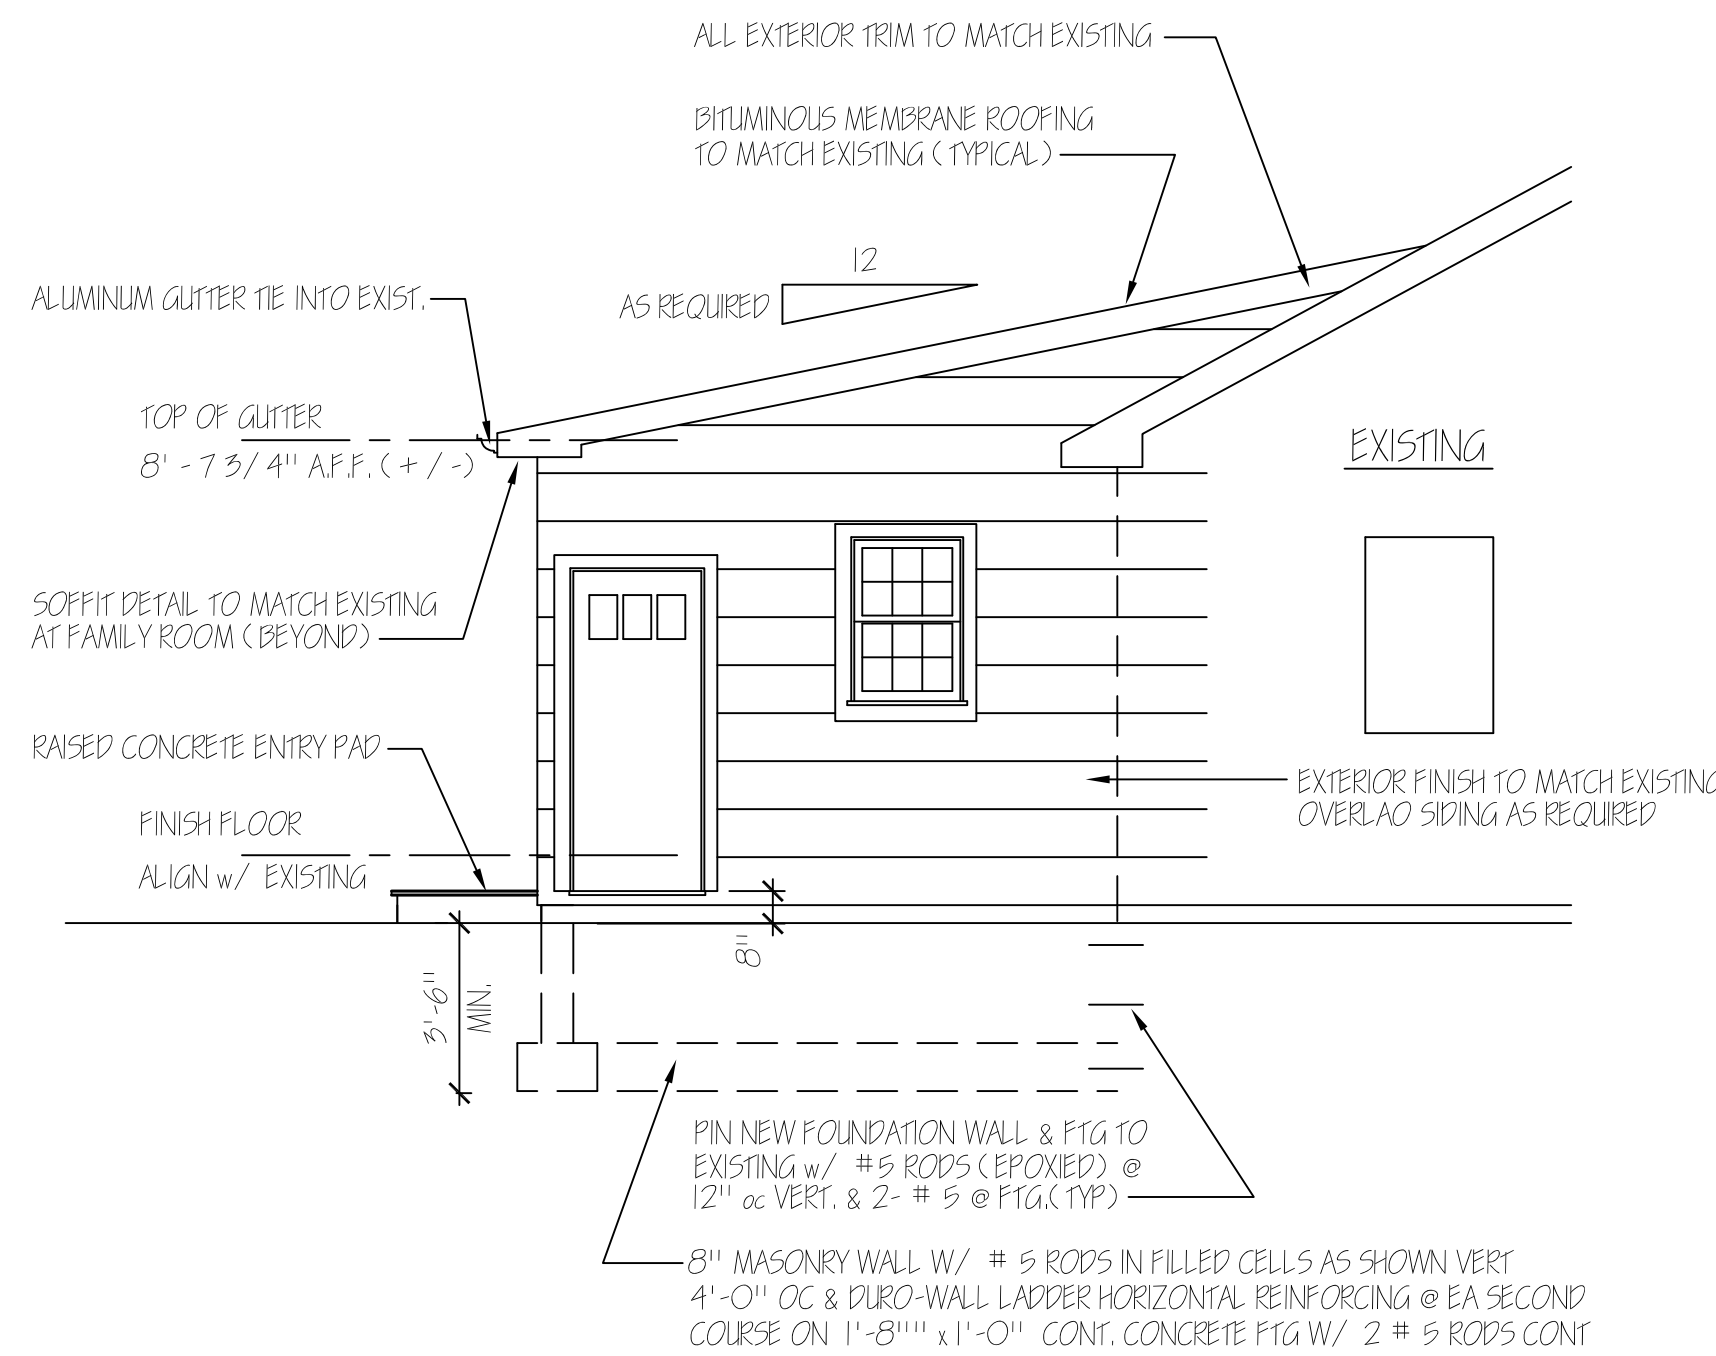 ALL EXTERIOR TRIM TO MATCH EXISTING
BITUMINOUS MEMBRANE ROOFING
TO MATCH EXISTING (TYPICAL)
12
AS REQUIRED
ALUMINUM GUTTER TIE INTO EXIST.
TOP OF GUTTER
8' - 7 3/4" A.F.F. (+/-)
EXISTING
SOFFIT DETAIL TO MATCH EXISTING
AT FAMILY ROOM (BEYOND)
RAISED CONCRETE ENTRY PAD
EXTERIOR FINISH TO MATCH EXISTING
OVERLAO SIDING AS REQUIRED
FINISH FLOOR
ALIGN w/ EXISTING
8"
3'-6"
MIN.
PIN NEW FOUNDATION WALL & FTG TO
EXISTING w/ #5 RODS (EPOXIED) @
12" oc VERT. & 2- # 5 @ FTG.(TYP)
8" MASONRY WALL W/ # 5 RODS IN FILLED CELLS AS SHOWN VERT
4'-0" OC & DURO-WALL LADDER HORIZONTAL REINFORCING @ EA SECOND
COURSE ON 1'-8"" x 1'-0" CONT. CONCRETE FTG W/ 2 # 5 RODS CONT